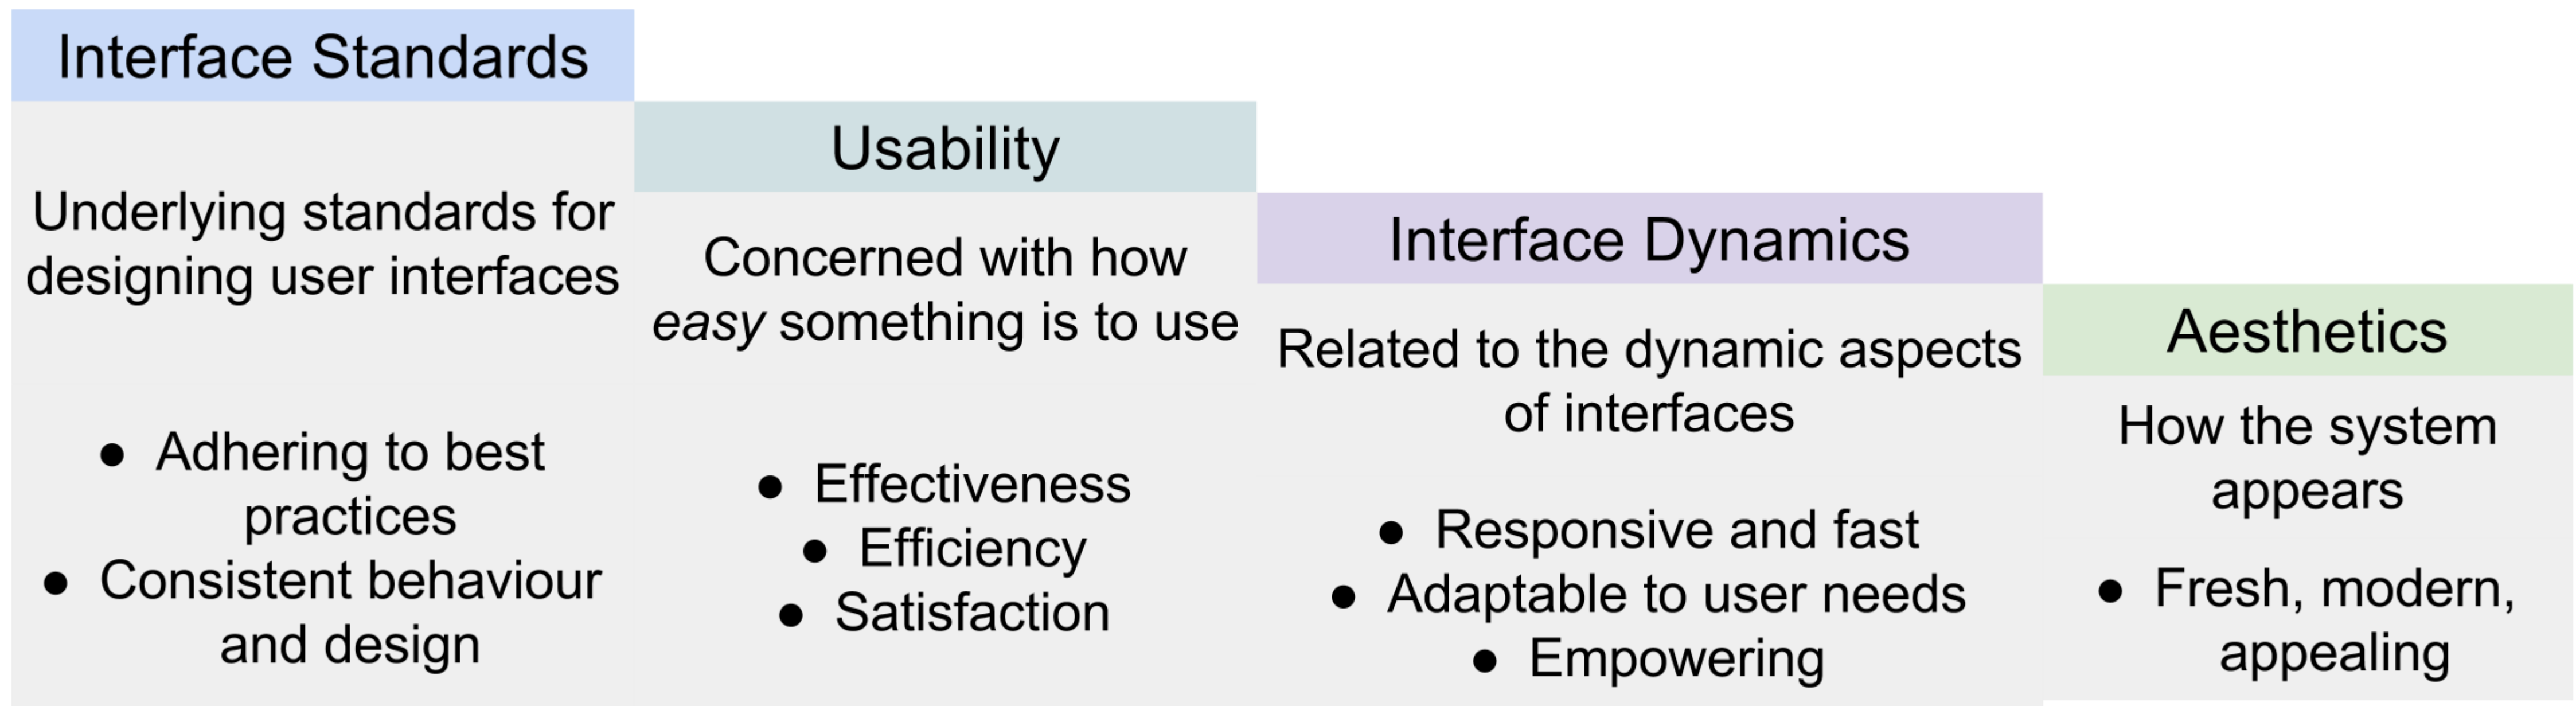 Interface Standards
Underlying standards for
designing user interfaces
● Adhering to best
practices
● Consistent behaviour
and design
Usability
Concerned with how
easy something is to use
● Effectiveness
● Efficiency
● Satisfaction
Interface Dynamics
Related to the dynamic aspects
of interfaces
● Responsive and fast
● Adaptable to user needs
● Empowering
Aesthetics
How the system
appears
● Fresh, modern,
appealing